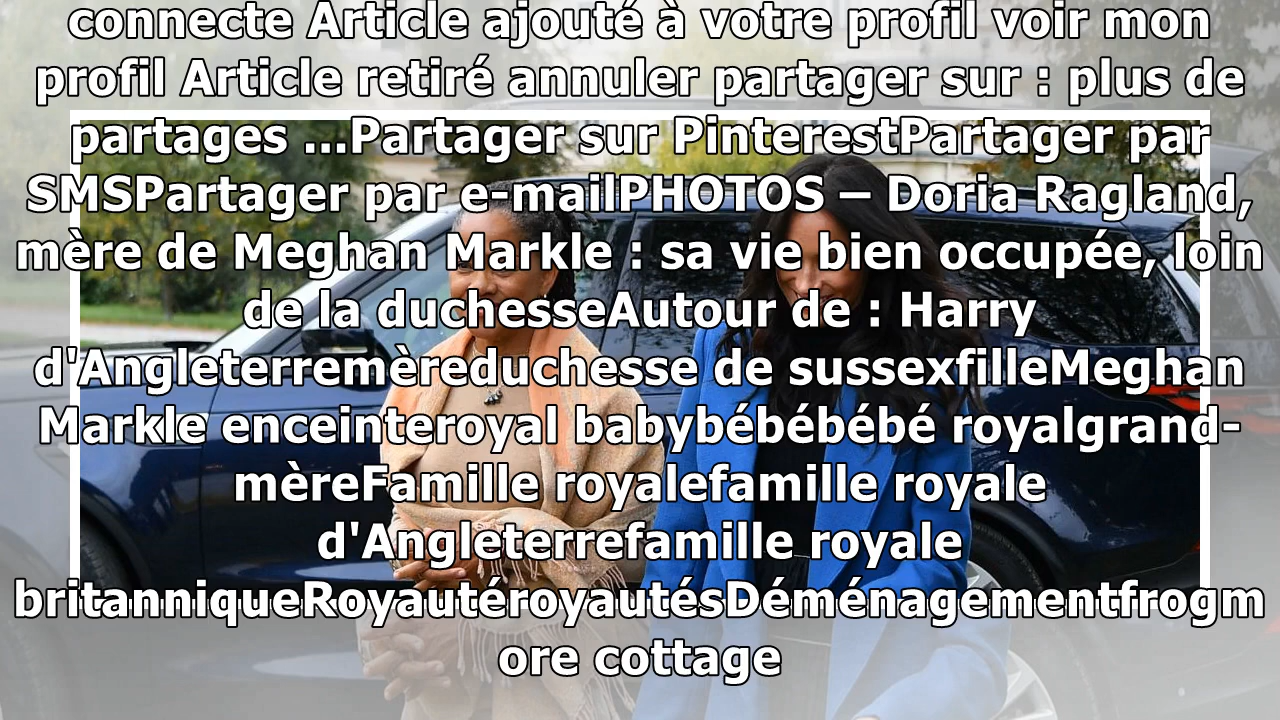 connecte Article ajouté à votre profil voir mon
profil Article retiré annuler partager sur : plus de
partages ...Partager sur PinterestPartager par
SMSPartager par e-mailPHOTOS – Doria Ragland,
mère de Meghan Markle : sa vie bien occupée, loin
de la duchesseAutour de : Harry
d'Angleterremèreduchesse de sussexfilleMeghan
Markle enceinteroyal babybébébébé royalgrand-
mèreFamille royalefamille royale
d'Angleterrefamille royale
britanniqueRoyautéroyautésDéménagementfrogm
ore cottage